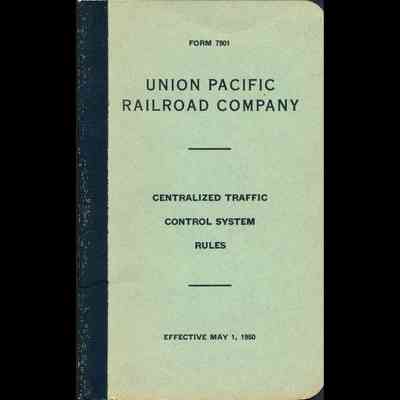 FORM 7901
UNION PACIFIC
RAILROAD COMPANY
CENTRALIZED TRAFFIC
CONTROL SYSTEM
RULES
EFFECTIVE MAY 1, 1950